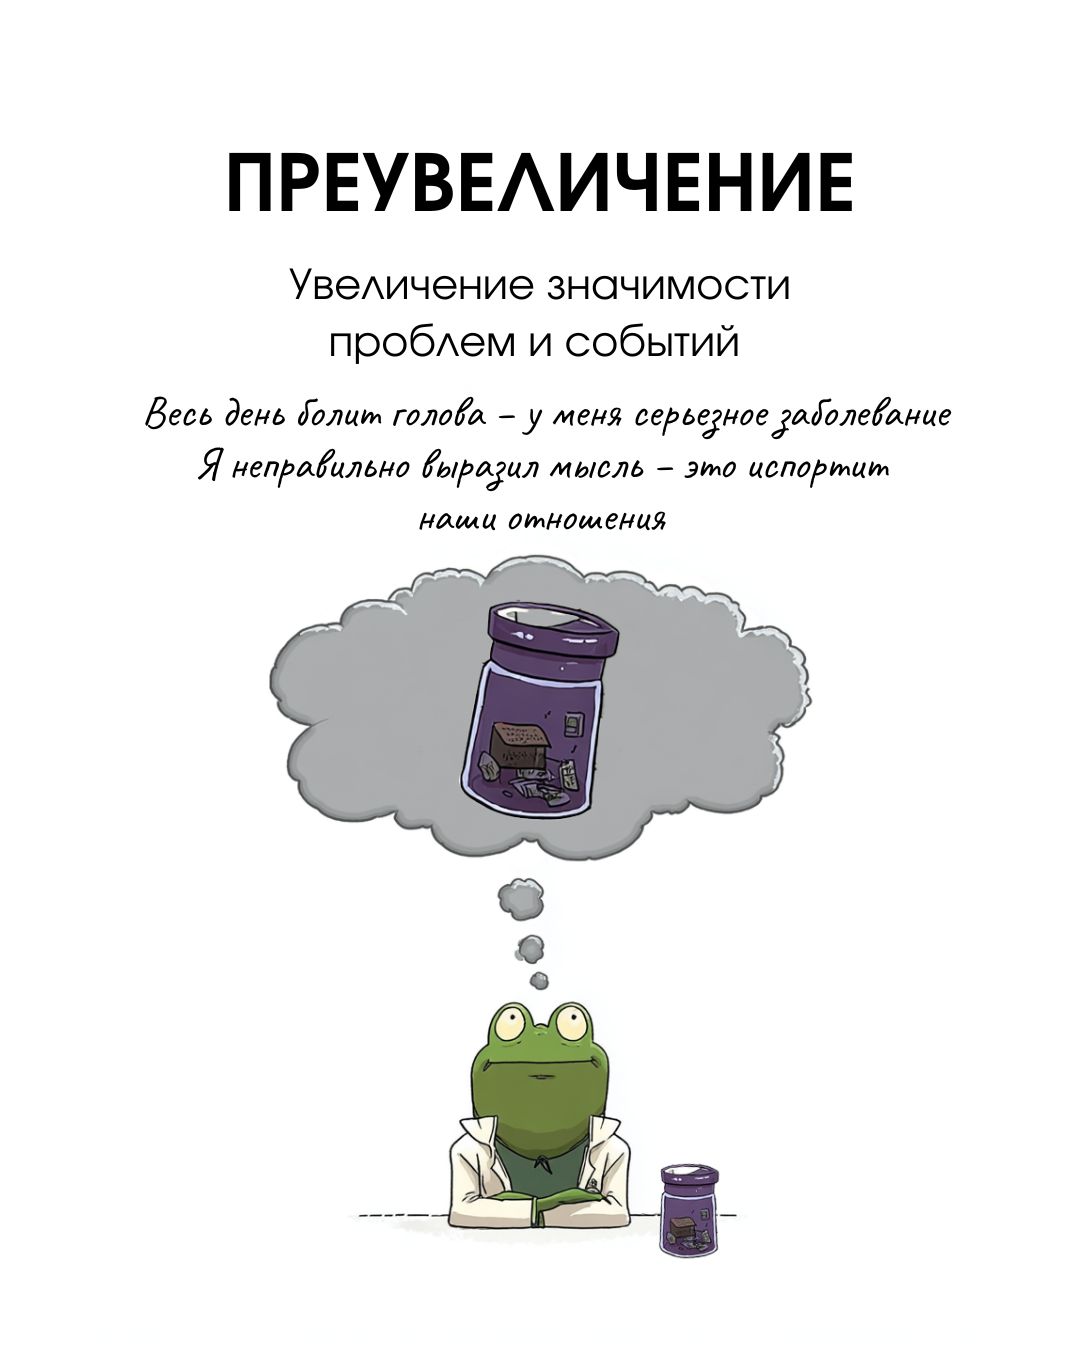 ПРЕУВЕЛИЧЕНИЕ
Увеличение значимости
проблем и событий
Весь день болит голова – у меня серьезное заболевание
Я неправильно выразил мысль – это испортит
наши отношения